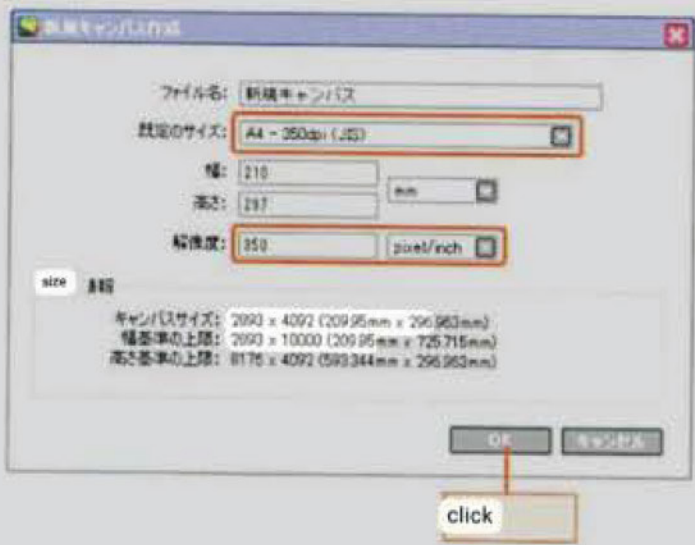 新規キャンバス作成
ファイル名: 新規キャンバス
既定のサイズ: A4 - 350dpi (JIS)
幅: 210
mm
高さ: 297
解像度: 350 pixel/inch
size 情報
キャンバスサイズ: 2893 x 4092 (209.95mm x 296.963mm)
幅基準の上限: 2893 x 10000 (209.95mm x 725.715mm)
高さ基準の上限: 8176 x 4092 (593.344mm x 296.963mm)
OK キャンセル
click